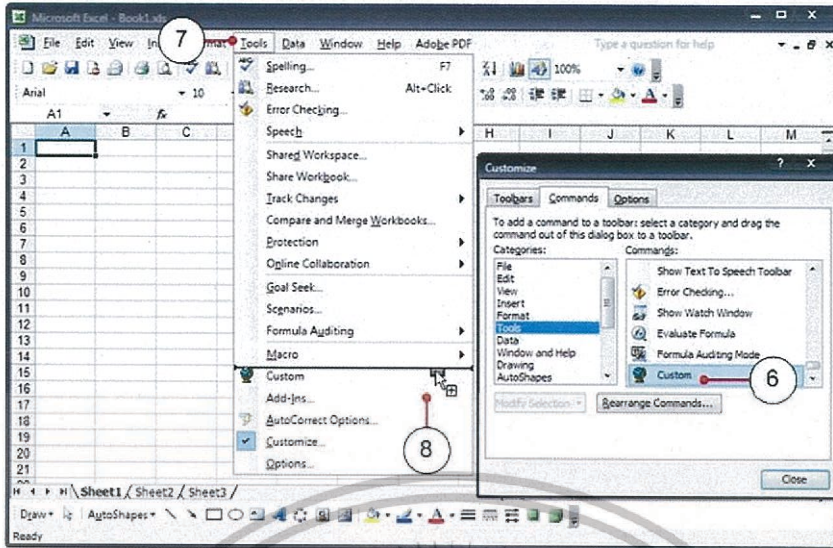 Microsoft Excel - Book1.xls
File Edit View Tools Data Window Help Adobe PDF
7
Type a question for help
Arial 10
100%
A1 fx
A B C H I J K L M
1
2
3
4
5
6
7
8
9
10
11
12
13
14
15
16
17
18
19
20
21
Spelling... F7
Research... Alt+Click
Error Checking...
Speech
Shared Workspace...
Share Workbook...
Track Changes
Compare and Merge Workbooks...
Protection
Online Collaboration
Goal Seek...
Scenarios...
Formula Auditing
Macro
Custom
Add-Ins...
AutoCorrect Options...
Customize...
Options...
8
Customize
Toolbars Commands Options
To add a command to a toolbar: select a category and drag the
command out of this dialog box to a toolbar.
Categories: Commands:
File
Edit
View
Insert
Format
Tools
Data
Window and Help
Drawing
AutoShapes
Show Text To Speech Toolbar
Error Checking...
Show Watch Window
Evaluate Formula
Formula Auditing Mode
Custom
6
Modify Selection Rearrange Commands...
Close
Sheet1 Sheet2 Sheet3
Draw AutoShapes
Ready